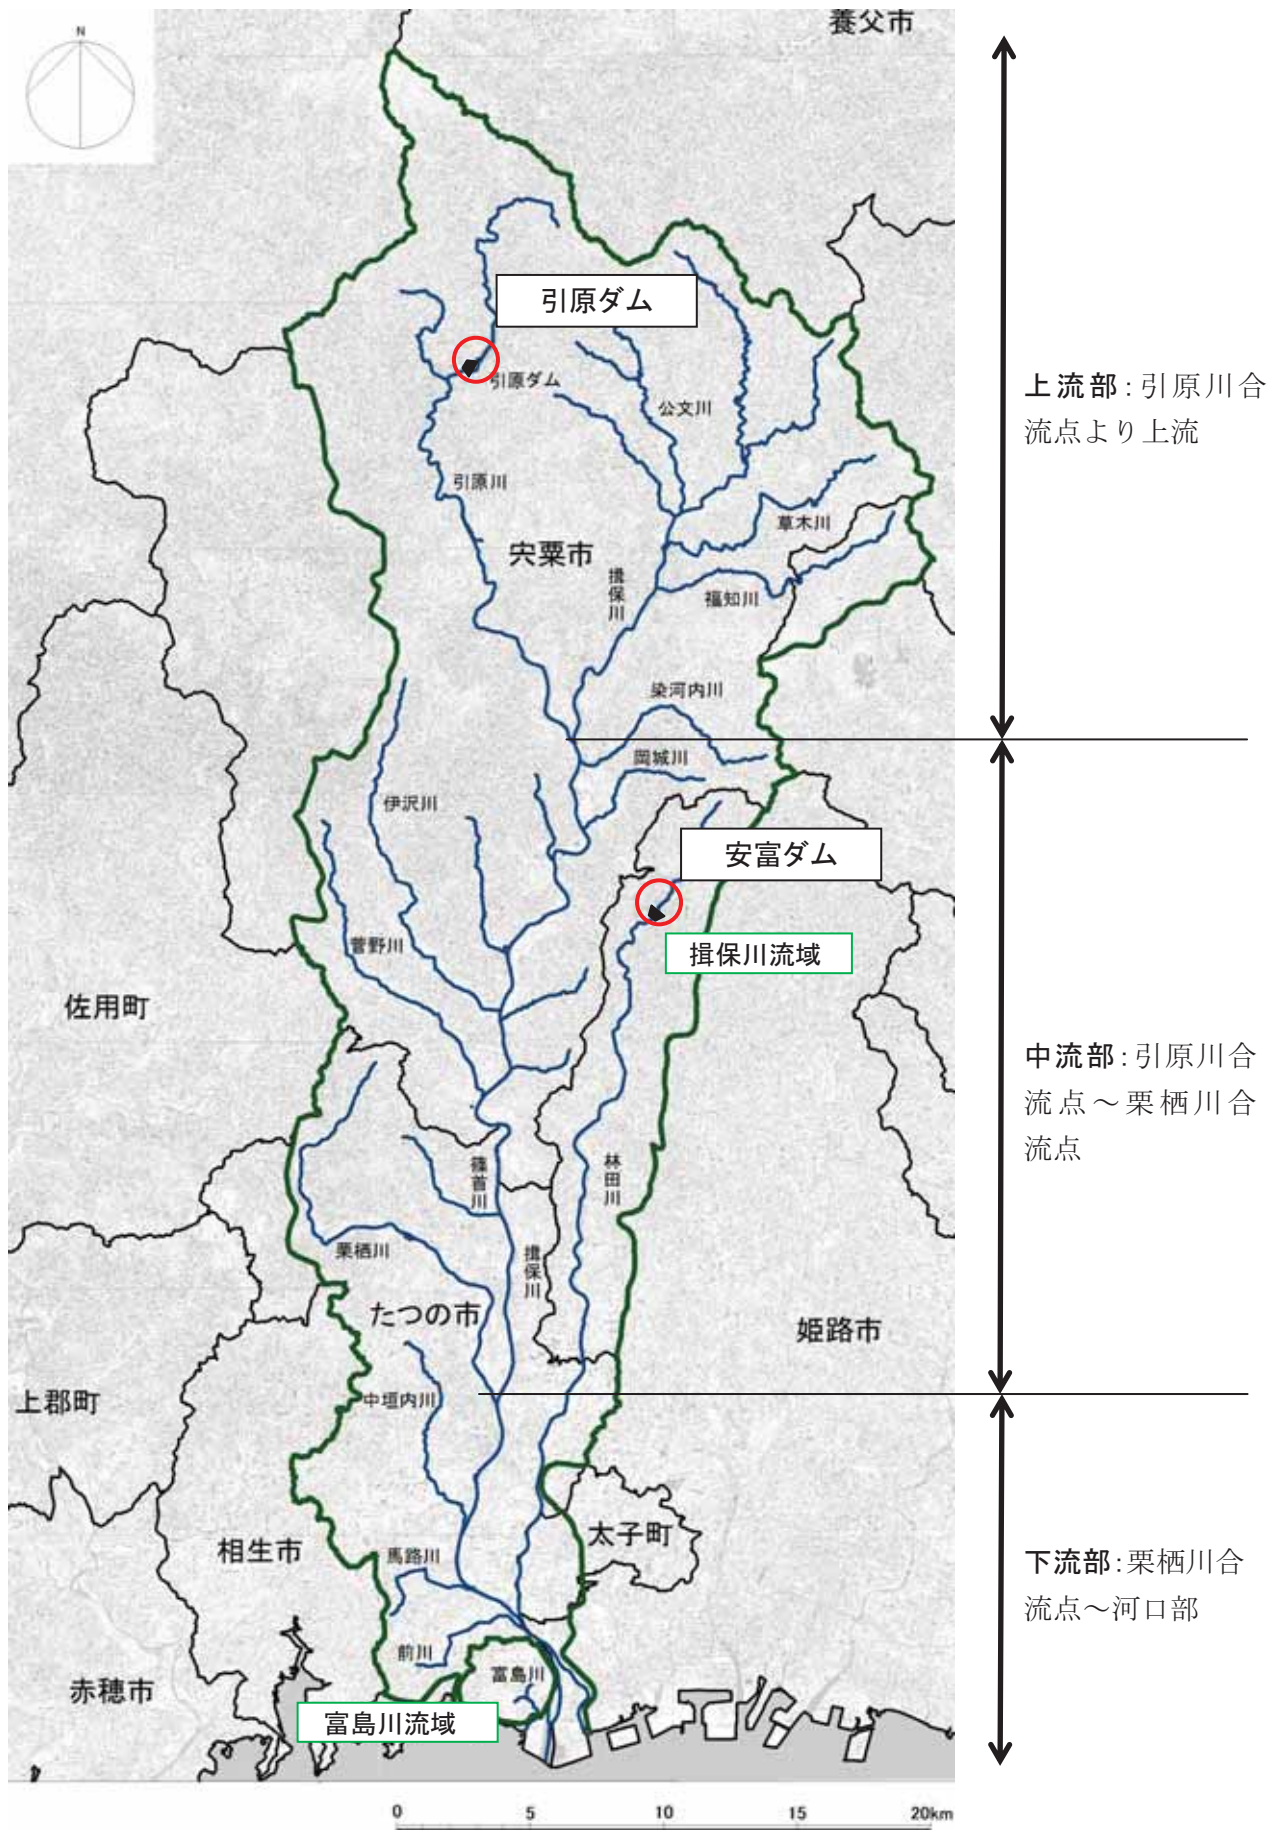 養父市
N
引原ダム
引原ダム
公文川
上流部：引原川合
流点より上流
引原川
草木川
宍粟市
揖保川
福知川
染河内川
岡城川
伊沢川
安富ダム
菅野川
揖保川流域
佐用町
中流部：引原川合
流点～栗栖川合
流点
篠首川
林田川
栗栖川
揖保川
たつの市
姫路市
中垣内川
上郡町
太子町
相生市
馬路川
下流部：栗栖川合
流点～河口部
前川
富島川
赤穂市
富島川流域
0 5 10 15 20km